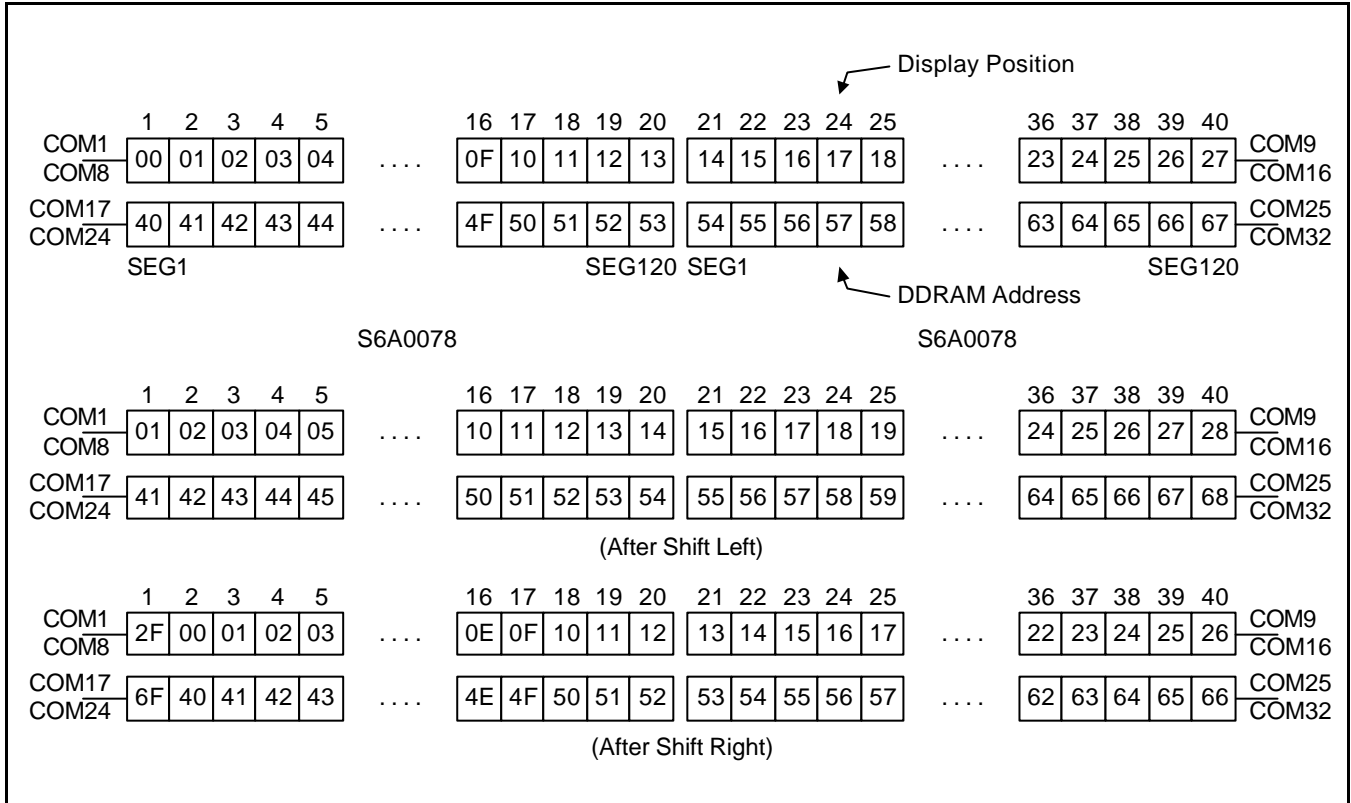 Display Position
1 2 3 4 5 16 17 18 19 20 21 22 23 24 25 36 37 38 39 40
COM1 COM9
00 01 02 03 04 .... 0F 10 11 12 13 14 15 16 17 18 .... 23 24 25 26 27
COM8 COM16
COM17 COM25
40 41 42 43 44 .... 4F 50 51 52 53 54 55 56 57 58 .... 63 64 65 66 67
COM24 COM32
SEG1 SEG120 SEG1 SEG120
DDRAM Address
S6A0078 S6A0078
1 2 3 4 5 16 17 18 19 20 21 22 23 24 25 36 37 38 39 40
COM1 COM9
01 02 03 04 05 .... 10 11 12 13 14 15 16 17 18 19 .... 24 25 26 27 28
COM8 COM16
COM17 COM25
41 42 43 44 45 .... 50 51 52 53 54 55 56 57 58 59 .... 64 65 66 67 68
COM24 COM32
(After Shift Left)
1 2 3 4 5 16 17 18 19 20 21 22 23 24 25 36 37 38 39 40
COM1 COM9
2F 00 01 02 03 .... 0E 0F 10 11 12 13 14 15 16 17 .... 22 23 24 25 26
COM8 COM16
COM17 COM25
6F 40 41 42 43 .... 4E 4F 50 51 52 53 54 55 56 57 .... 62 63 64 65 66
COM24 COM32
(After Shift Right)